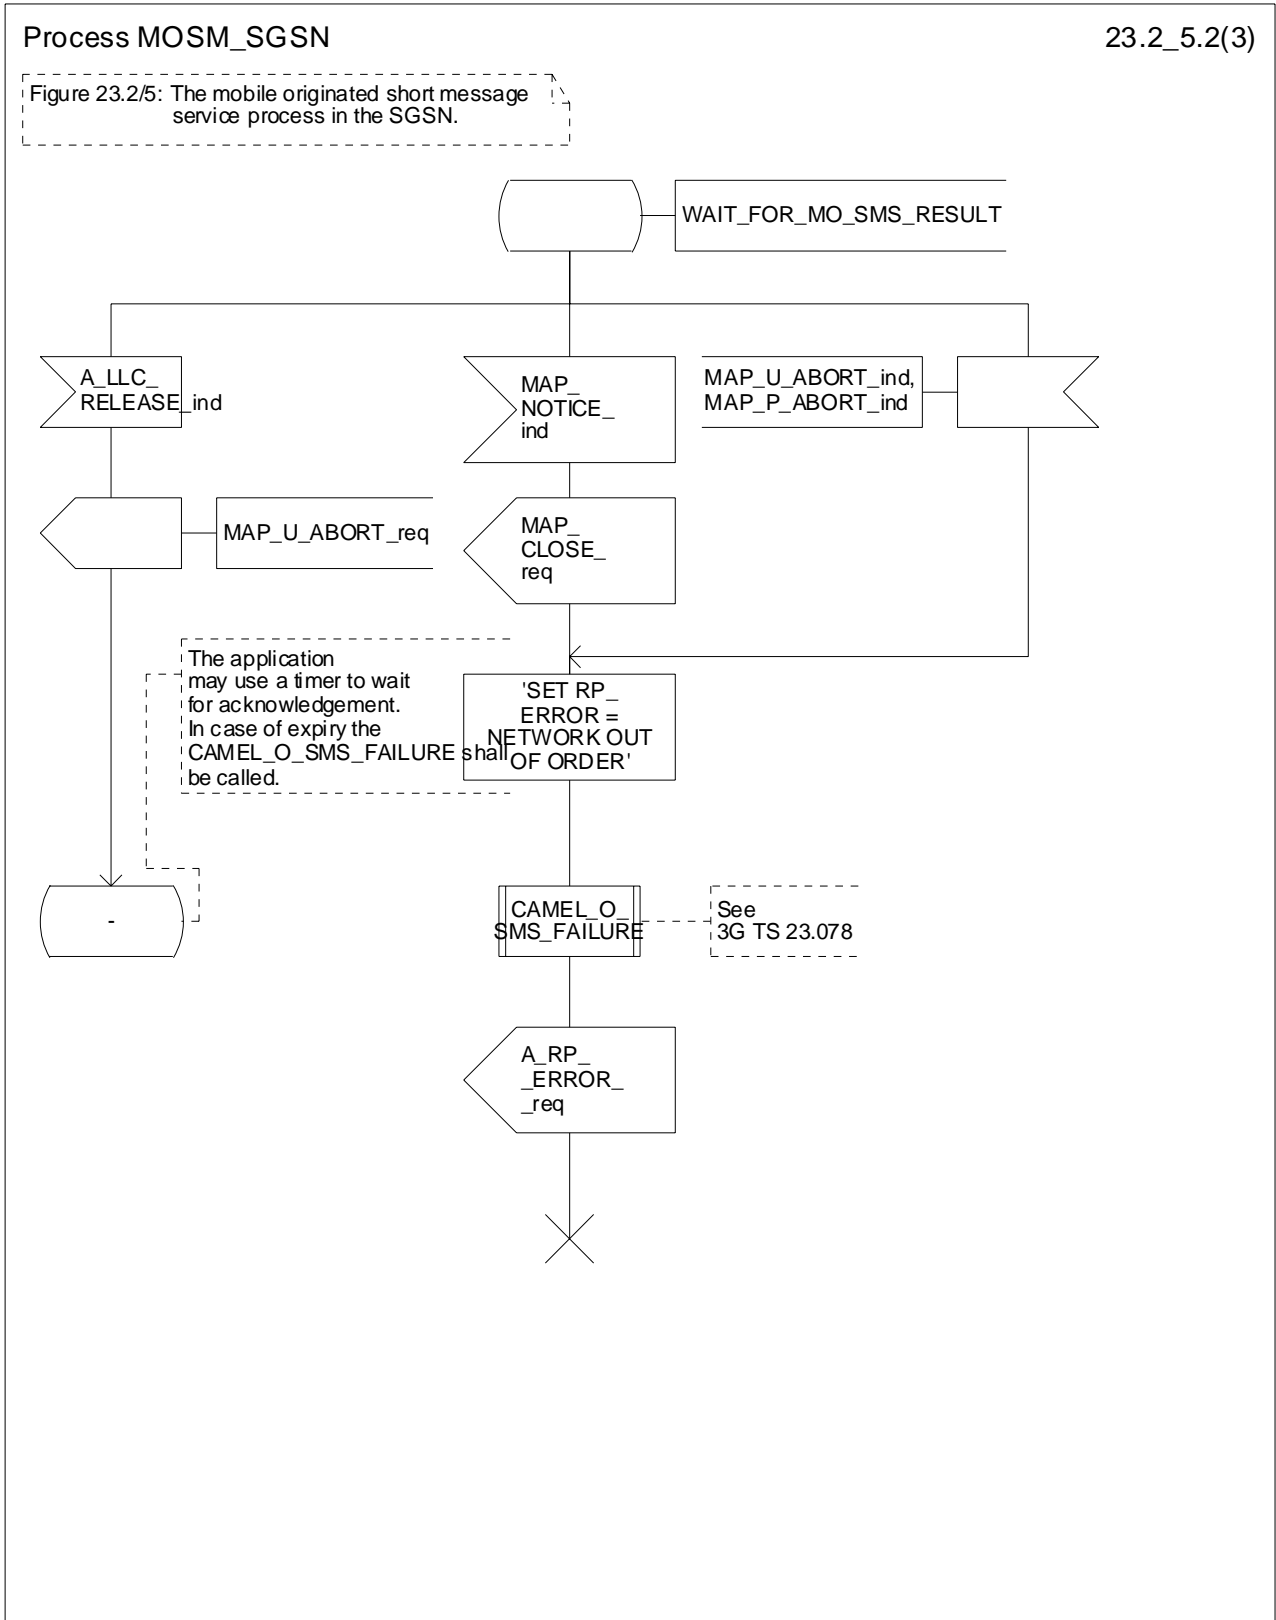 Process MOSM_SGSN
23.2_5.2(3)
Figure 23.2/5: The mobile originated short message
service process in the SGSN.
WAIT_FOR_MO_SMS_RESULT
A_LLC_
RELEASE_ind
MAP_
NOTICE_
ind
MAP_U_ABORT_ind,
MAP_P_ABORT_ind
MAP_U_ABORT_req
MAP_
CLOSE_
req
The application
may use a timer to wait
for acknowledgement.
In case of expiry the
CAMEL_O_SMS_FAILURE shall
be called.
'SET RP_
ERROR =
NETWORK OUT
OF ORDER'
-
CAMEL_O_
SMS_FAILURE
See
3G TS 23.078
A_RP_
_ERROR_
_req